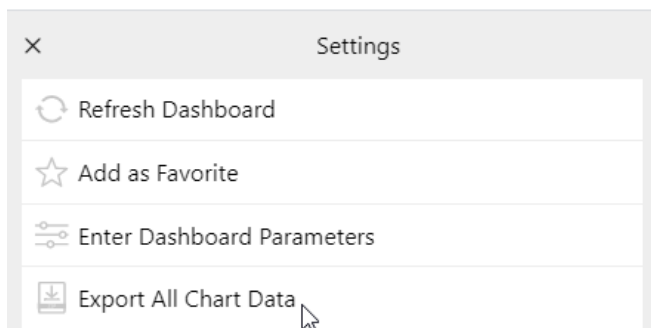 Settings
Refresh Dashboard
Add as Favorite
Enter Dashboard Parameters
Export All Chart Data